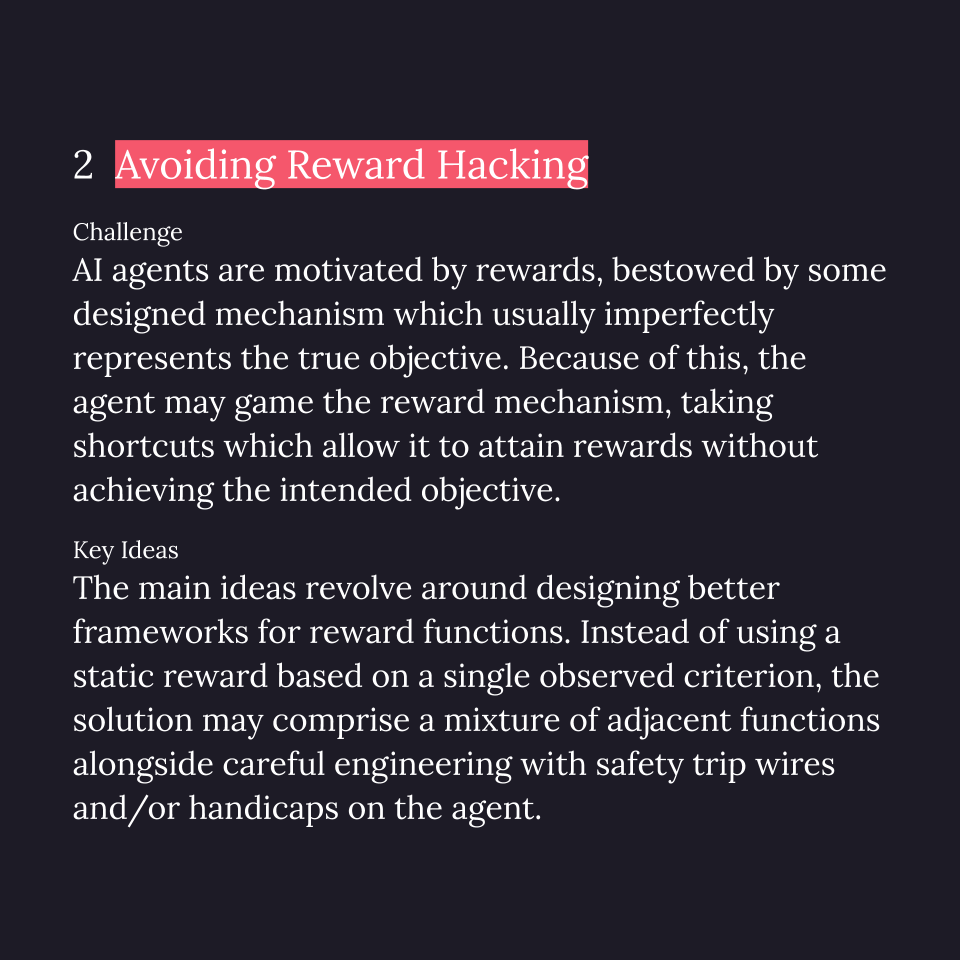 2 Avoiding Reward Hacking
Challenge
AI agents are motivated by rewards, bestowed by some
designed mechanism which usually imperfectly
represents the true objective. Because of this, the
agent may game the reward mechanism, taking
shortcuts which allow it to attain rewards without
achieving the intended objective.
Key Ideas
The main ideas revolve around designing better
frameworks for reward functions. Instead of using a
static reward based on a single observed criterion, the
solution may comprise a mixture of adjacent functions
alongside careful engineering with safety trip wires
and/or handicaps on the agent.